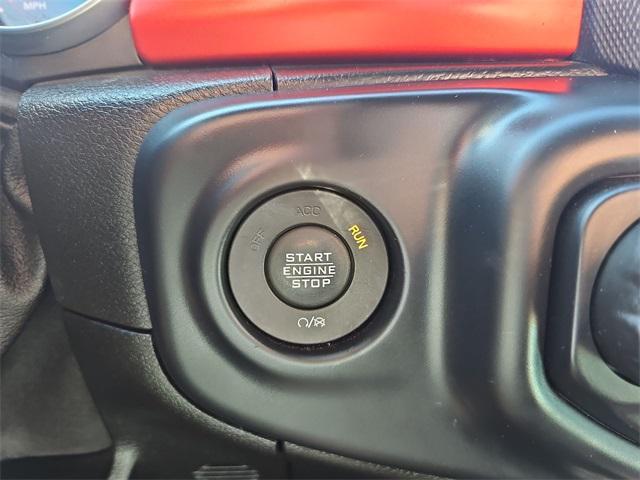 MPH
ACC
OFF
RUN
START
ENGINE
STOP